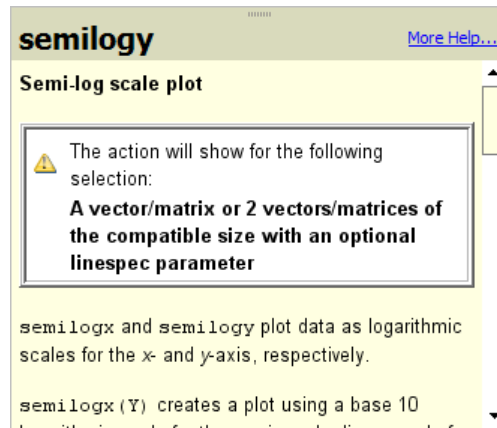 semilogy
More Help...
Semi-log scale plot
The action will show for the following
selection:
A vector/matrix or 2 vectors/matrices of
the compatible size with an optional
linespec parameter
semilogx and semilogy plot data as logarithmic
scales for the x- and y-axis, respectively.
semilogx(Y) creates a plot using a base 10